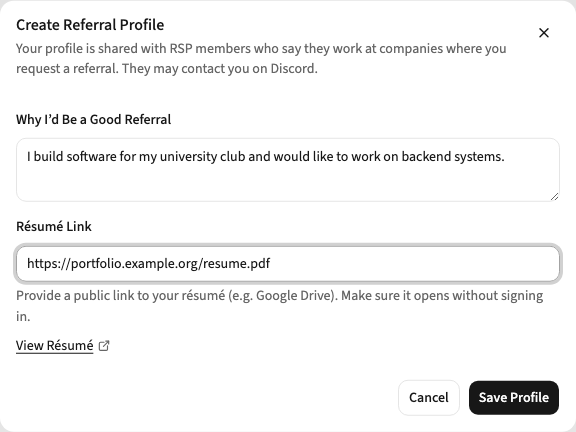 Create Referral Profile
Your profile is shared with RSP members who say they work at companies where you
request a referral. They may contact you on Discord.
Why I’d Be a Good Referral
I build software for my university club and would like to work on backend systems.
Résumé Link
https://portfolio.example.org/resume.pdf
Provide a public link to your résumé (e.g. Google Drive). Make sure it opens without signing
in.
View Résumé
Cancel
Save Profile